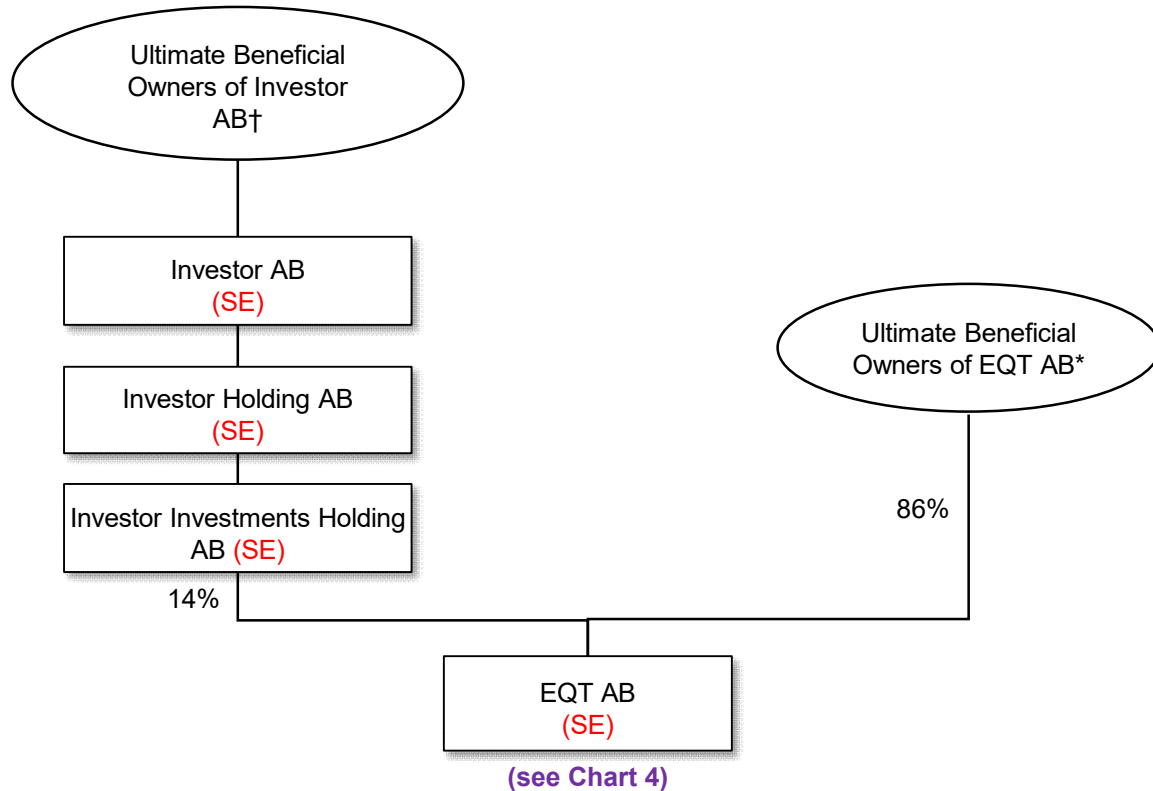 Ultimate Beneficial
Owners of Investor
AB†
Investor AB
(SE)
Investor Holding AB
(SE)
Investor Investments Holding
AB (SE)
14%
Ultimate Beneficial
Owners of EQT AB*
86%
EQT AB
(SE)
(see Chart 4)